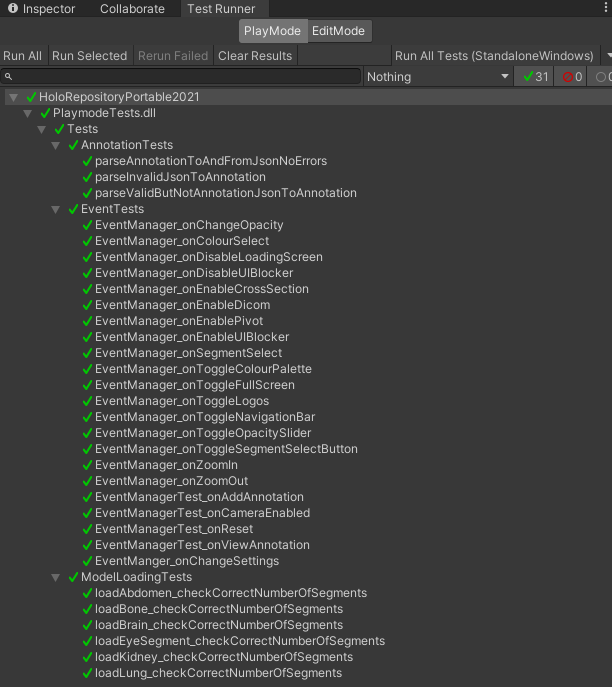 Inspector Collaborate Test Runner
PlayMode EditMode
Run All Run Selected Rerun Failed Clear Results Run All Tests (StandaloneWindows)
Nothing 31 0 0
HoloRepositoryPortable2021
PlaymodeTests.dll
Tests
AnnotationTests
parseAnnotationToAndFromJsonNoErrors
parseInvalidJsonToAnnotation
parseValidButNotAnnotationJsonToAnnotation
EventTests
EventManager_onChangeOpacity
EventManager_onColourSelect
EventManager_onDisableLoadingScreen
EventManager_onDisableUIBlocker
EventManager_onEnableCrossSection
EventManager_onEnableDicom
EventManager_onEnablePivot
EventManager_onEnableUIBlocker
EventManager_onSegmentSelect
EventManager_onToggleColourPalette
EventManager_onToggleFullScreen
EventManager_onToggleLogos
EventManager_onToggleNavigationBar
EventManager_onToggleOpacitySlider
EventManager_onToggleSegmentSelectButton
EventManager_onZoomIn
EventManager_onZoomOut
EventManagerTest_onAddAnnotation
EventManagerTest_onCameraEnabled
EventManagerTest_onReset
EventManagerTest_onViewAnnotation
EventManger_onChangeSettings
ModelLoadingTests
loadAbdomen_checkCorrectNumberOfSegments
loadBone_checkCorrectNumberOfSegments
loadBrain_checkCorrectNumberOfSegments
loadEyeSegment_checkCorrectNumberOfSegments
loadKidney_checkCorrectNumberOfSegments
loadLung_checkCorrectNumberOfSegments